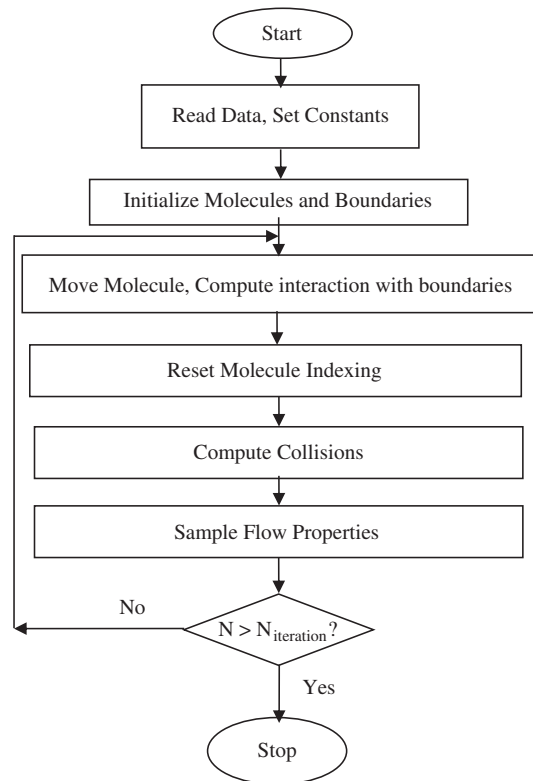 Start
Read Data, Set Constants
Initialize Molecules and Boundaries
Move Molecule, Compute interaction with boundaries
Reset Molecule Indexing
Compute Collisions
Sample Flow Properties
No
N > Niteration?
Yes
Stop